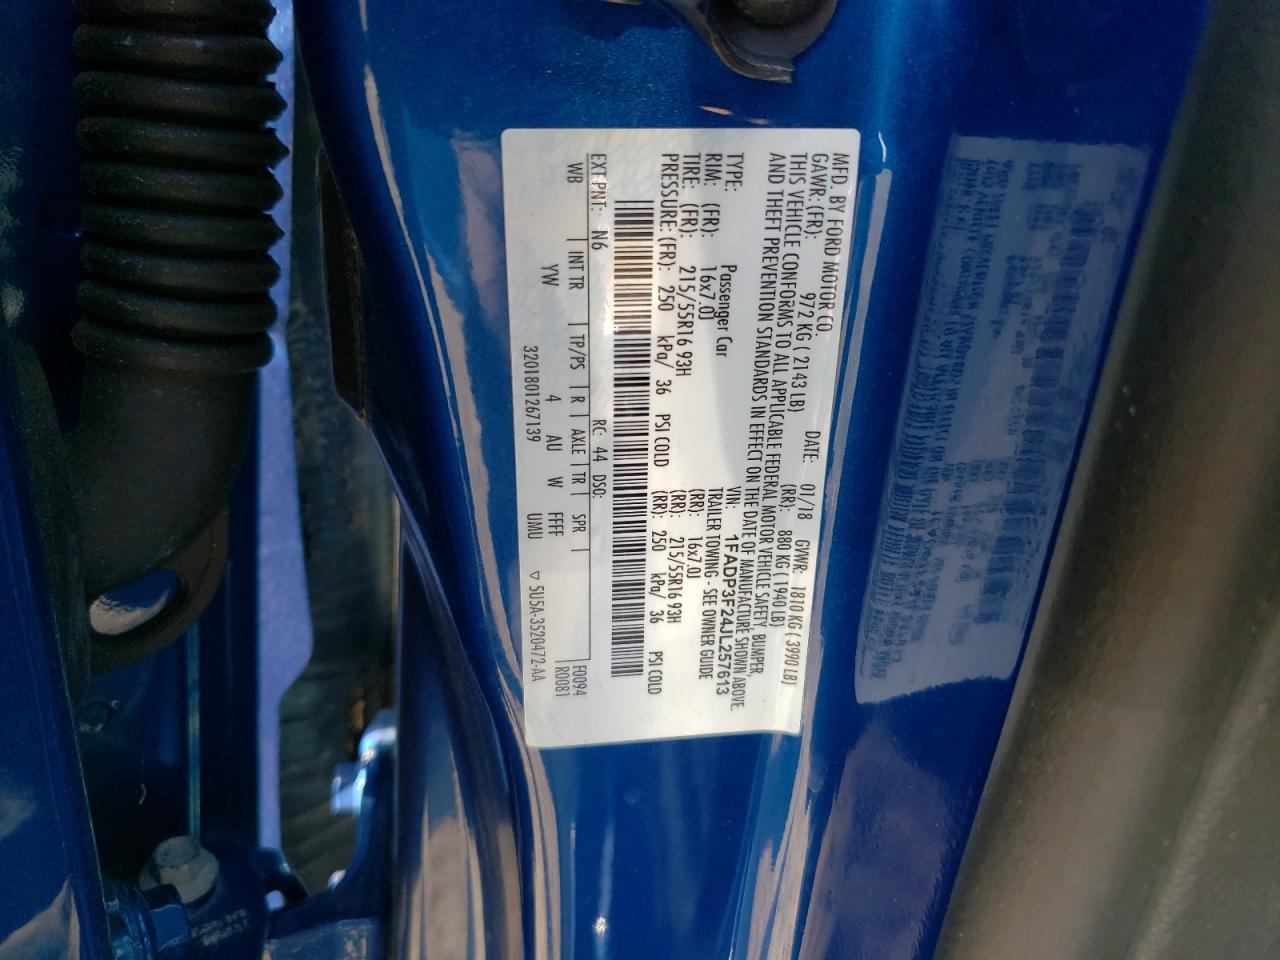 MFD. BY FORD MOTOR CO.
DATE: 01/18 GVWR: 1810 KG ( 3990 LB)
GAWR: (FR): 972 KG ( 2143 LB) (RR): 880 KG ( 1940 LB)
THIS VEHICLE CONFORMS TO ALL APPLICABLE FEDERAL MOTOR VEHICLE SAFETY, BUMPER,
AND THEFT PREVENTION STANDARDS IN EFFECT ON THE DATE OF MANUFACTURE SHOWN ABOVE.
VIN: 1FADP3F24JL257613
TYPE: Passenger Car TRAILER TOWING - SEE OWNER GUIDE
RIM: (FR): 16x7.0J (RR): 16x7.0J
TIRE: (FR): 215/55R16 93H (RR): 215/55R16 93H
PRESSURE: (FR): 250 kPa/ 36 PSI COLD (RR): 250 kPa/ 36 PSI COLD
EXT PNT: N6 RC: 44 DSO: F0094
WB INT TR TP/PS R AXLE TR SPR R0081
YW 4 AU W FFFF
3201801267139 UMU ▽ 5U5A-3520472-AA